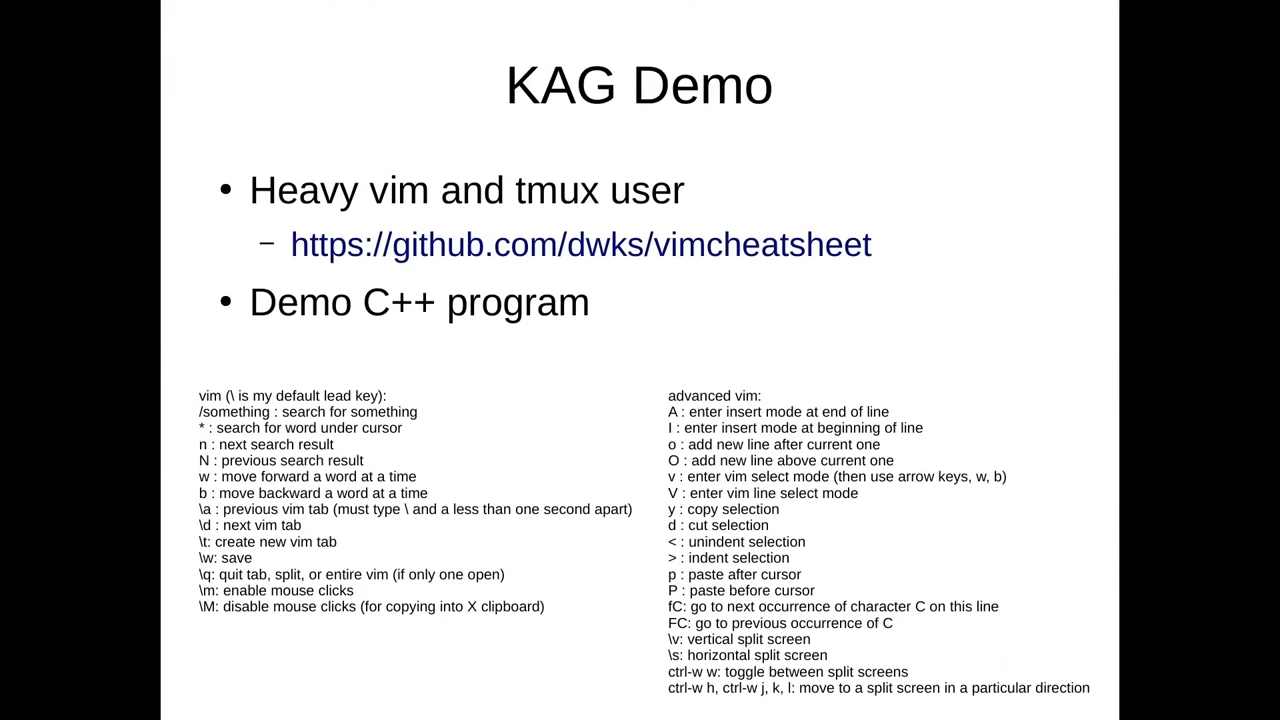 KAG Demo
• Heavy vim and tmux user
– https://github.com/dwks/vimcheatsheet
• Demo C++ program
vim (\ is my default lead key):
/something : search for something
* : search for word under cursor
n : next search result
N : previous search result
w : move forward a word at a time
b : move backward a word at a time
\a : previous vim tab (must type \ and a less than one second apart)
\d : next vim tab
\t: create new vim tab
\w: save
\q: quit tab, split, or entire vim (if only one open)
\m: enable mouse clicks
\M: disable mouse clicks (for copying into X clipboard)
advanced vim:
A : enter insert mode at end of line
I : enter insert mode at beginning of line
o : add new line after current one
O : add new line above current one
v : enter vim select mode (then use arrow keys, w, b)
V : enter vim line select mode
y : copy selection
d : cut selection
< : unindent selection
> : indent selection
p : paste after cursor
P : paste before cursor
fC: go to next occurrence of character C on this line
FC: go to previous occurrence of C
\v: vertical split screen
\s: horizontal split screen
ctrl-w w: toggle between split screens
ctrl-w h, ctrl-w j, k, l: move to a split screen in a particular direction